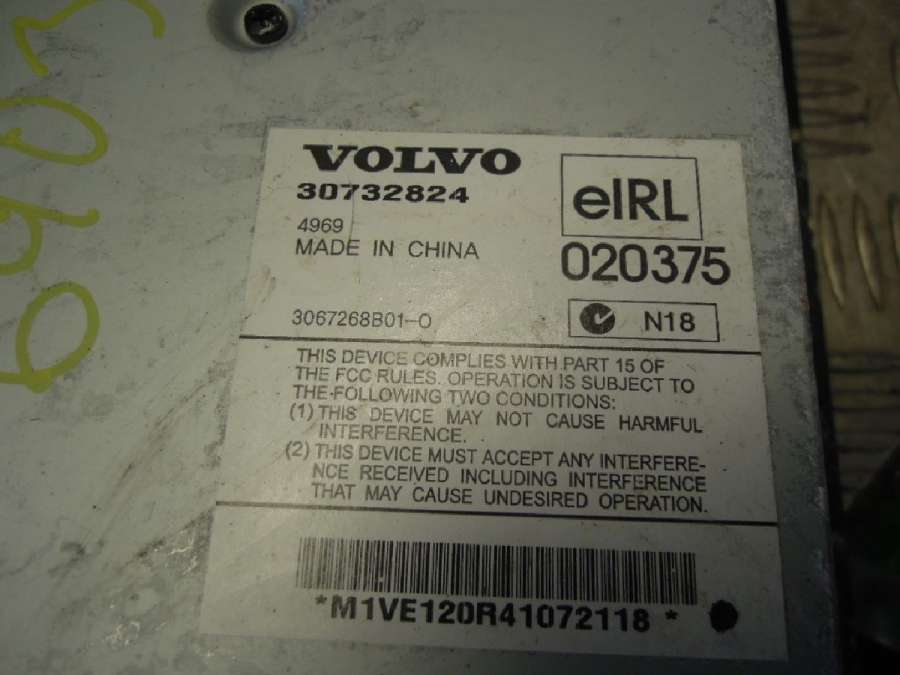 VOLVO
30732824
4969
MADE IN CHINA
3067268B01-0
eIRL
020375
N18
THIS DEVICE COMPLIES WITH PART 15 OF
THE FCC RULES. OPERATION IS SUBJECT TO
THE FOLLOWING TWO CONDITIONS:
(1) THIS DEVICE MAY NOT CAUSE HARMFUL
INTERFERENCE.
(2) THIS DEVICE MUST ACCEPT ANY INTERFERE-
NCE RECEIVED INCLUDING INTERFERENCE
THAT MAY CAUSE UNDESIRED OPERATION.
*M1VE120R41072118*